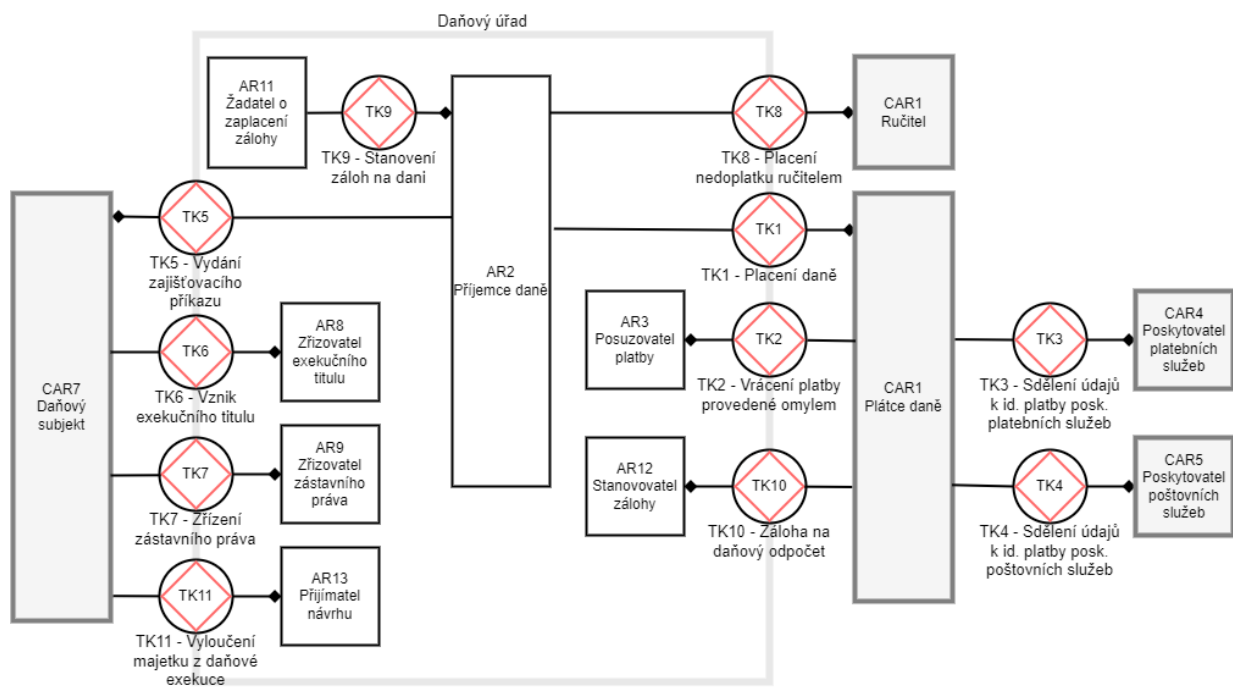 Daňový úřad
AR11
Žadatel o
zaplacení
zálohy
TK9
TK9 - Stanovení
záloh na dani
TK8
TK8 - Placení
nedoplatku ručitelem
CAR1
Ručitel
TK5
TK5 - Vydání
zajišťovacího
příkazu
AR2
Příjemce daně
TK1
TK1 - Placení daně
CAR7
Daňový
subjekt
TK6
TK6 - Vznik
exekučního titulu
AR8
Zřizovatel
exekučního
titulu
AR3
Posuzovatel
platby
TK2
TK2 - Vrácení platby
provedené omylem
CAR1
Plátce daně
TK3
TK3 - Sdělení údajů
k id. platby posk.
platebních služeb
CAR4
Poskytovatel
platebních
služeb
TK7
TK7 - Zřízení
zástavního práva
AR9
Zřizovatel
zástavního
práva
AR12
Stanovovatel
zálohy
TK10
TK10 - Záloha na
daňový odpočet
TK4
TK4 - Sdělení údajů
k id. platby posk.
poštovních služeb
CAR5
Poskytovatel
poštovních
služeb
TK11
TK11 - Vyloučení
majetku z daňové
exekuce
AR13
Přijímatel
návrhu